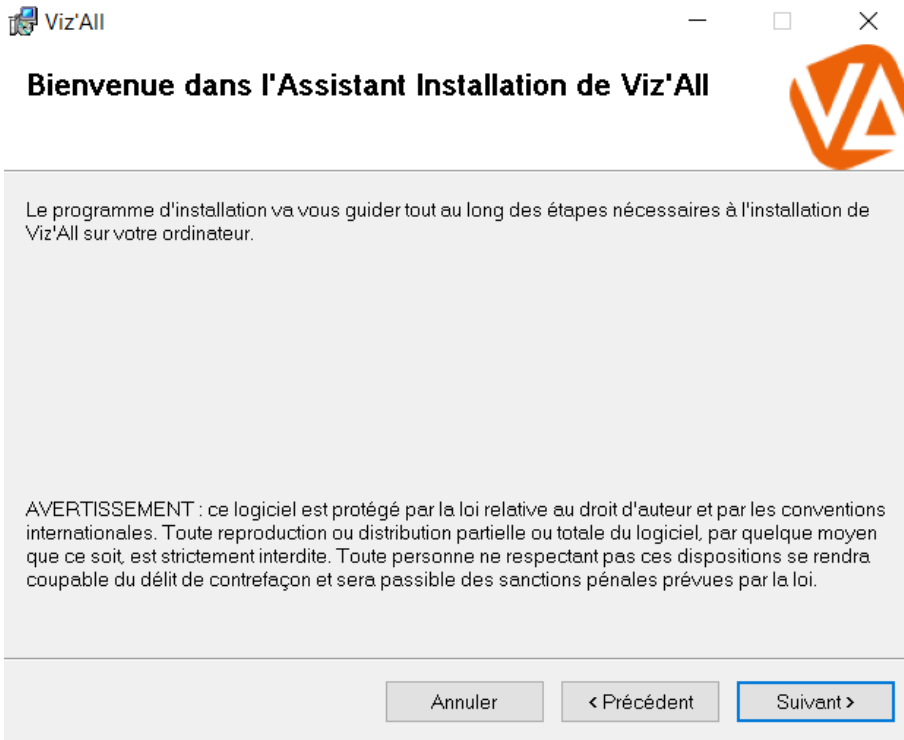 Viz'All
Bienvenue dans l'Assistant Installation de Viz'All
VA
Le programme d'installation va vous guider tout au long des étapes nécessaires à l'installation de
Viz'All sur votre ordinateur.
AVERTISSEMENT : ce logiciel est protégé par la loi relative au droit d'auteur et par les conventions
internationales. Toute reproduction ou distribution partielle ou totale du logiciel, par quelque moyen
que ce soit, est strictement interdite. Toute personne ne respectant pas ces dispositions se rendra
coupable du délit de contrefaçon et sera passible des sanctions pénales prévues par la loi.
Annuler
< Précédent
Suivant >